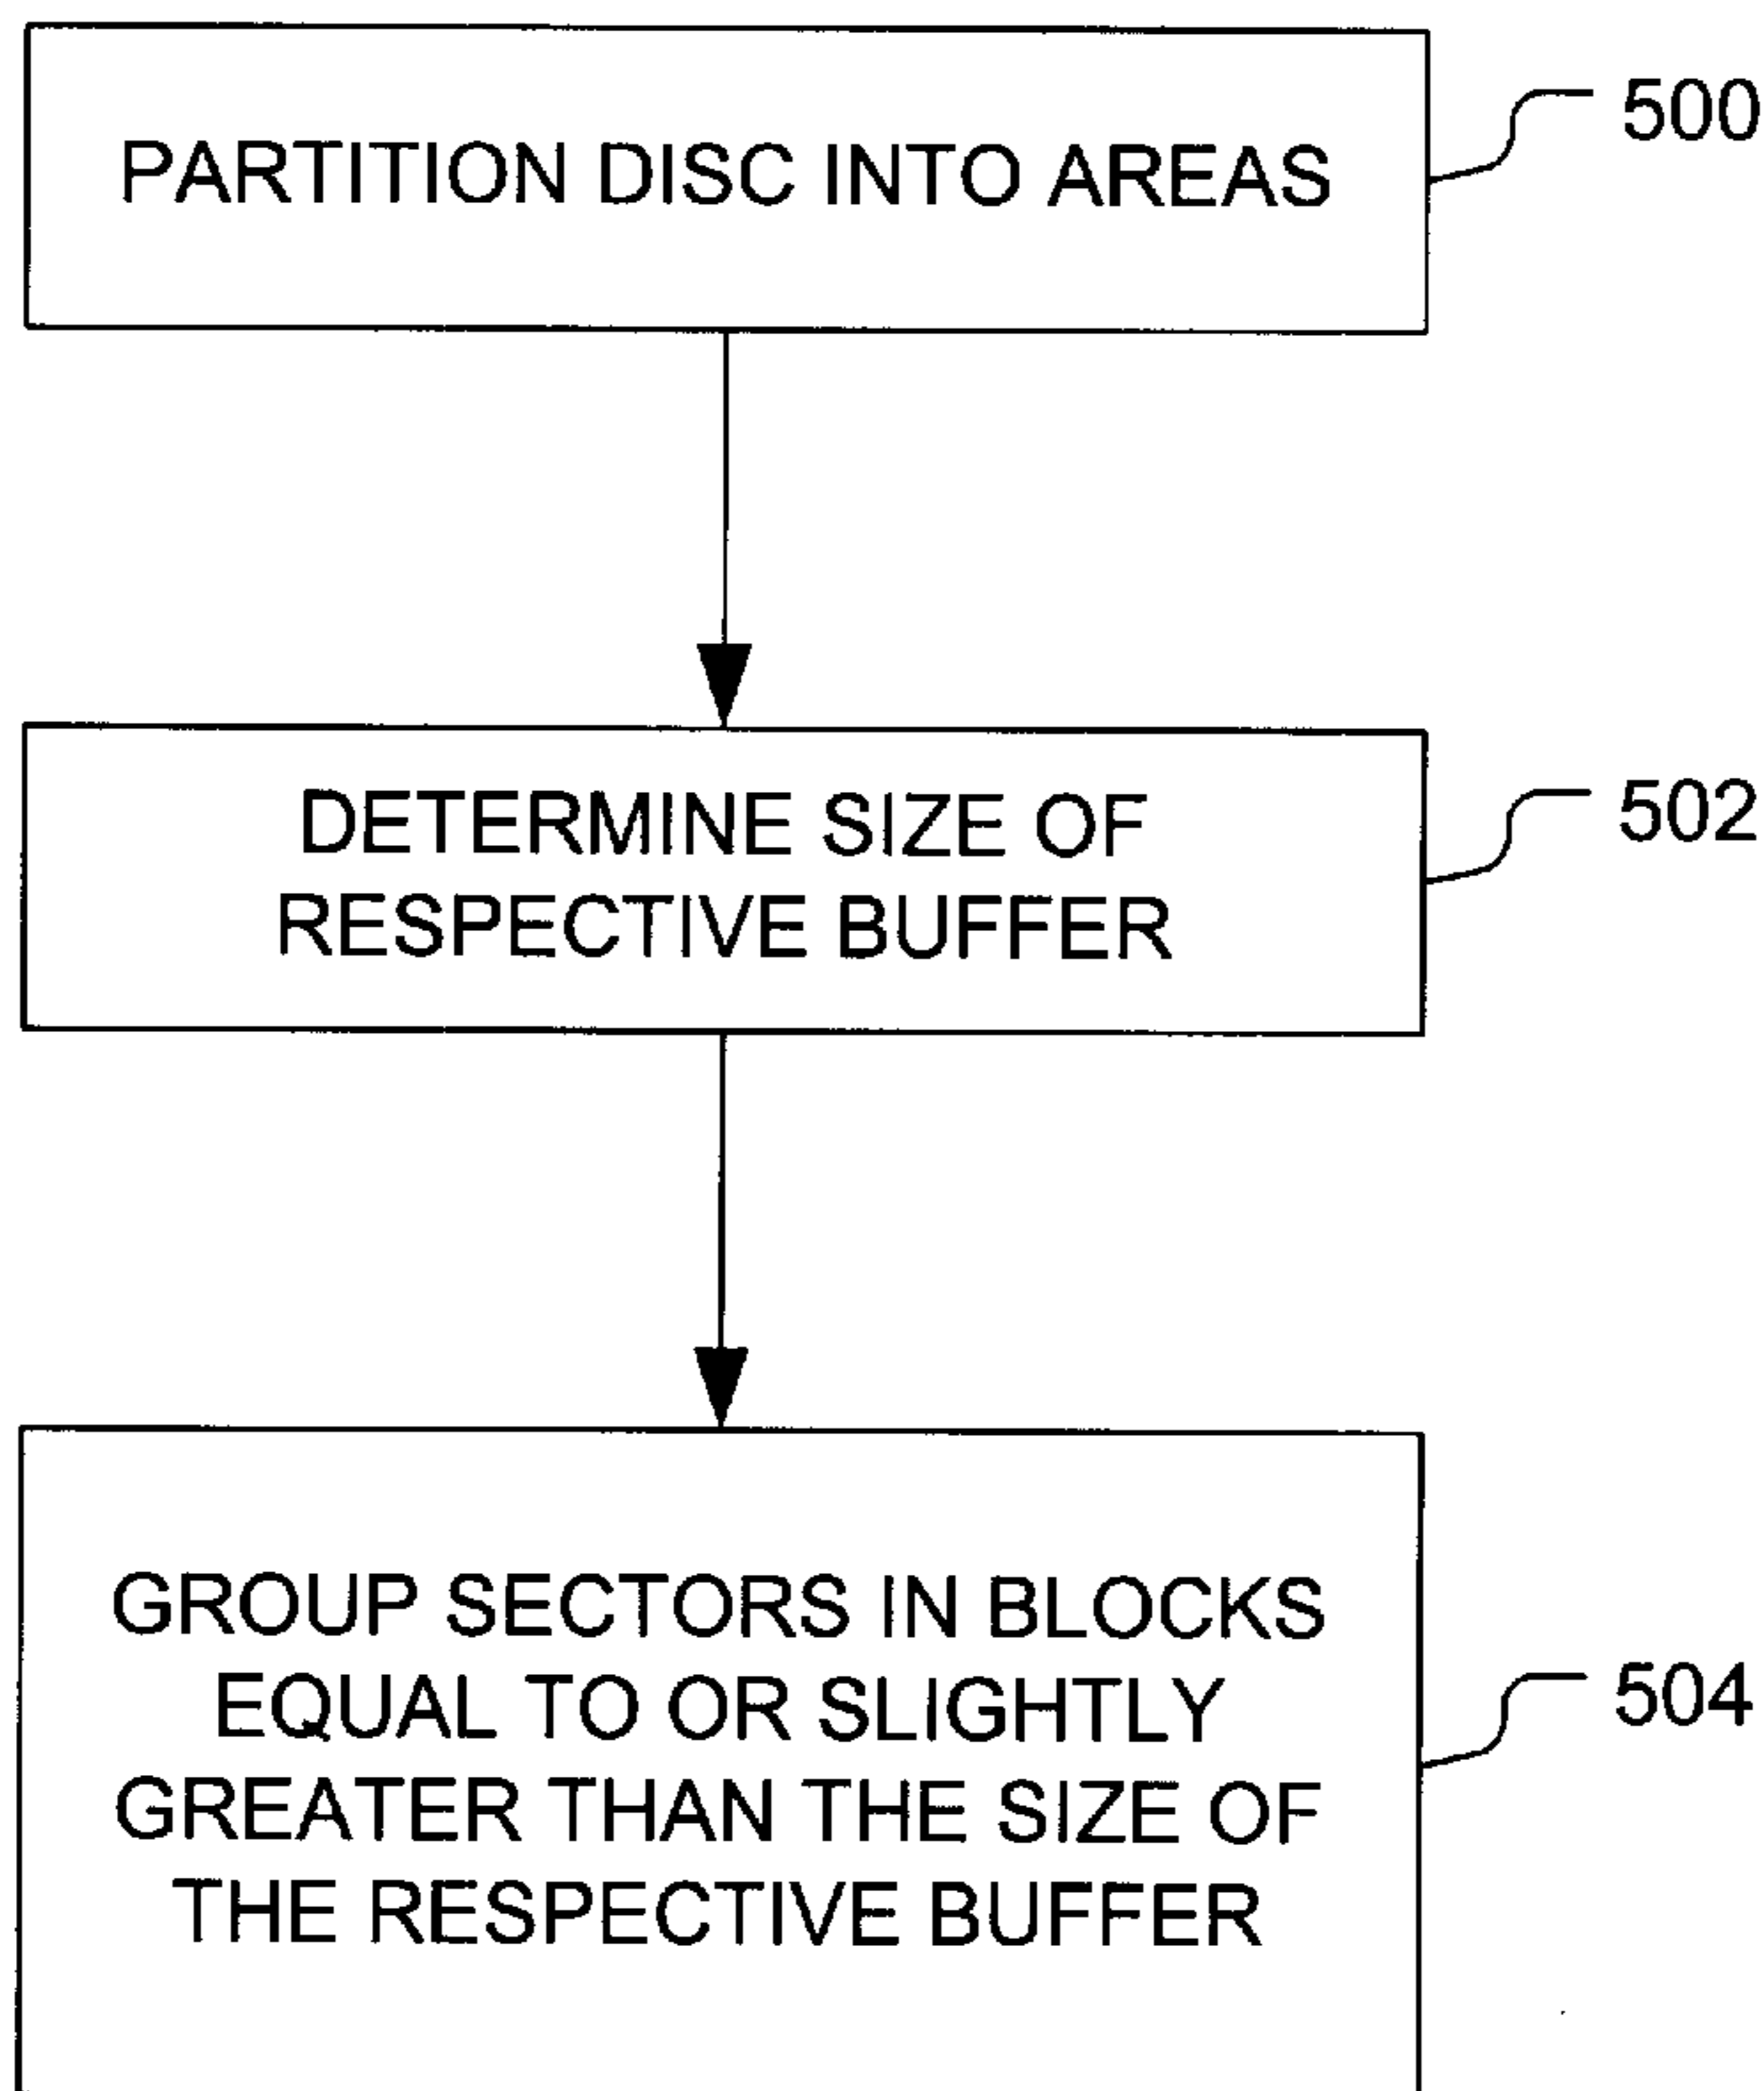 PARTITION DISC INTO AREAS
500
DETERMINE SIZE OF
RESPECTIVE BUFFER
502
GROUP SECTORS IN BLOCKS
EQUAL TO OR SLIGHTLY
GREATER THAN THE SIZE OF
THE RESPECTIVE BUFFER
504